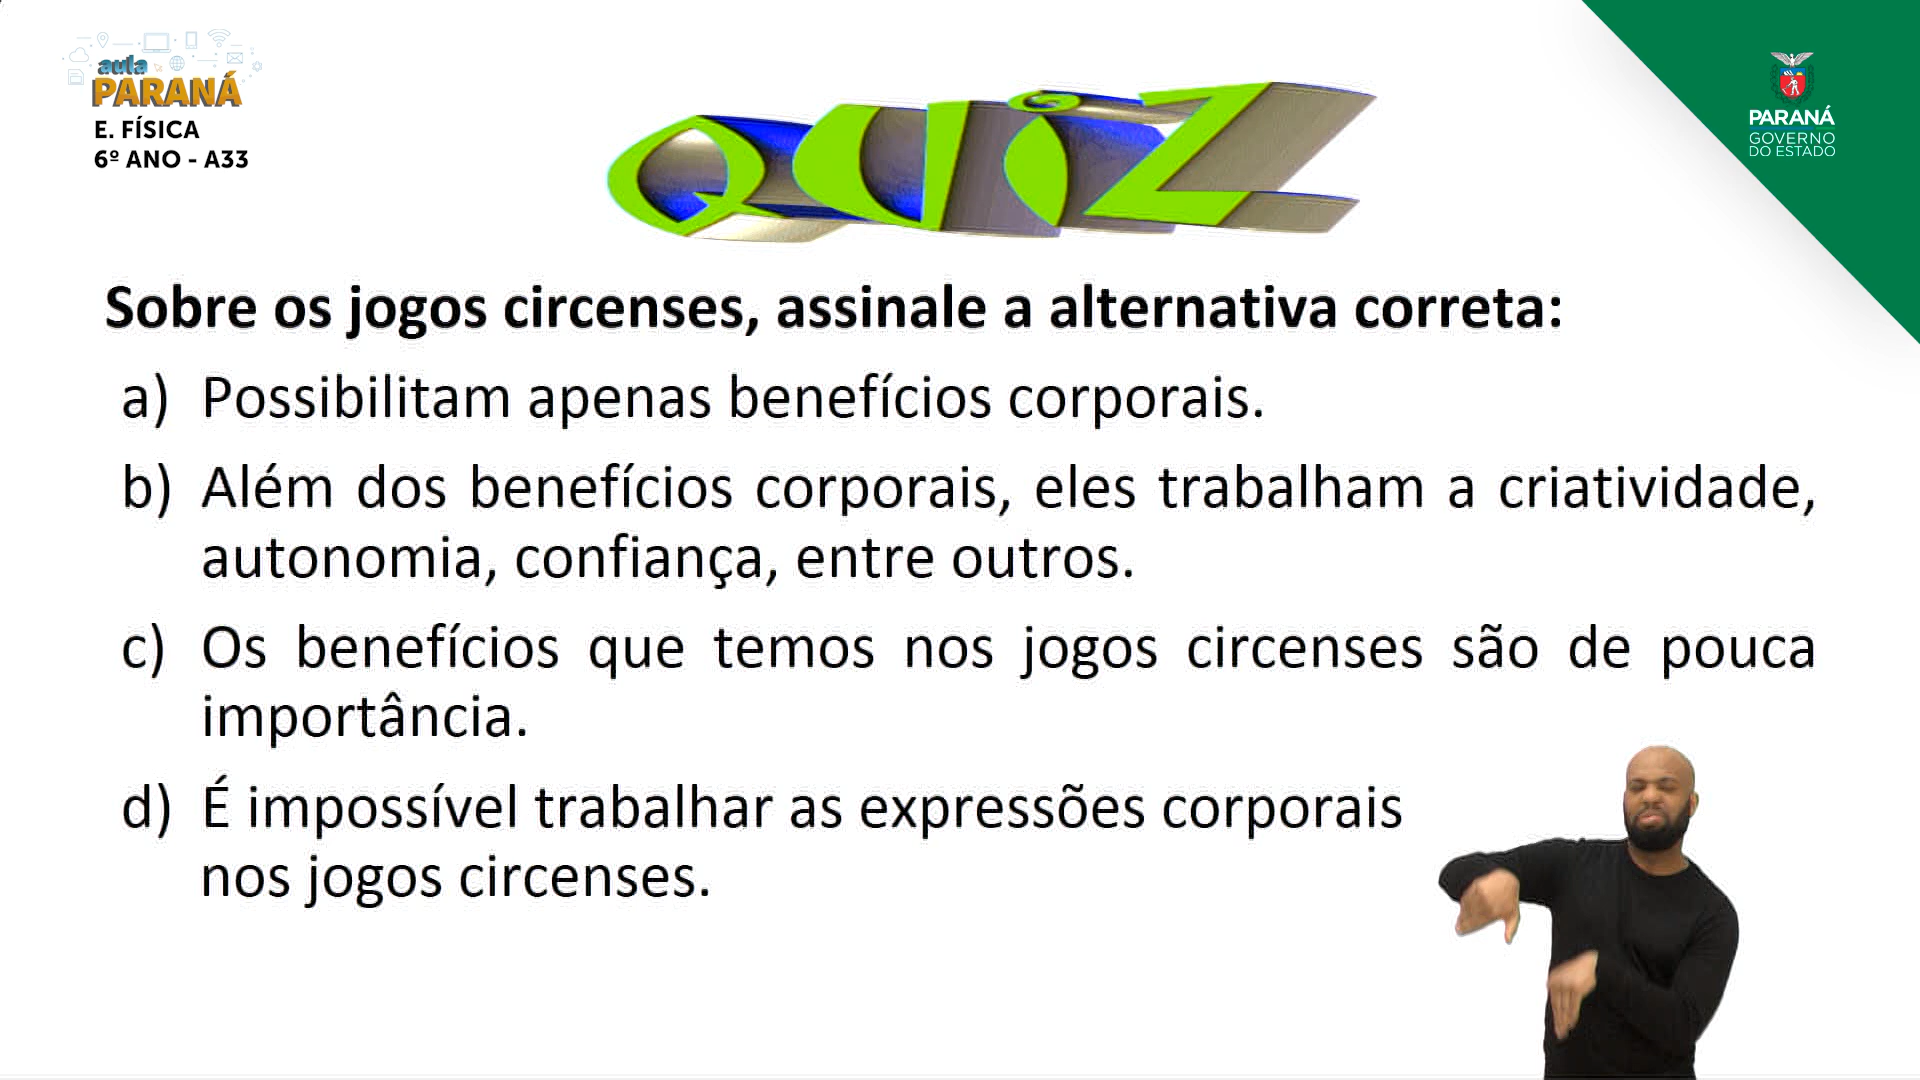 aula
PARANÁ
E. FÍSICA
6º ANO - A33
QUiZ
PARANÁ
GOVERNO
DO ESTADO
Sobre os jogos circenses, assinale a alternativa correta:
a) Possibilitam apenas benefícios corporais.
b) Além dos benefícios corporais, eles trabalham a criatividade,
autonomia, confiança, entre outros.
c) Os benefícios que temos nos jogos circenses são de pouca
importância.
d) É impossível trabalhar as expressões corporais
nos jogos circenses.